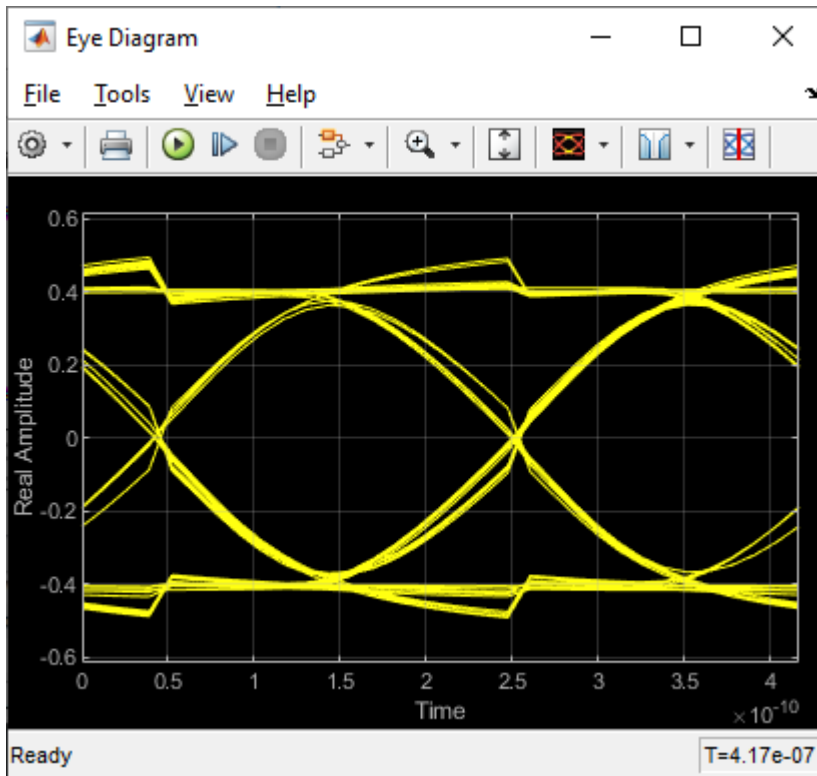 Eye Diagram
File Tools View Help
0.6
0.4
0.2
0
-0.2
-0.4
-0.6
Real Amplitude
0 0.5 1 1.5 2 2.5 3 3.5 4
Time
×10-10
Ready T=4.17e-07